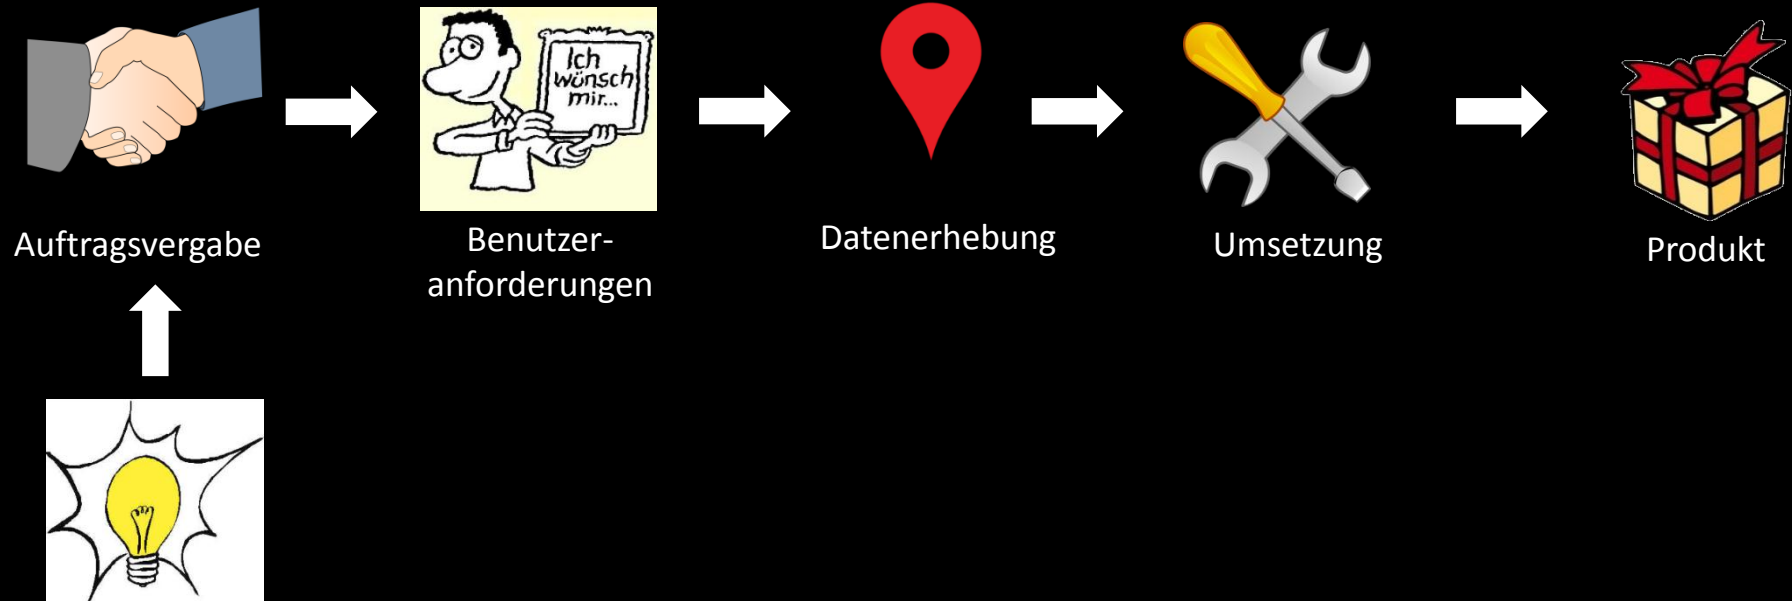 Ich
wünsch
mir...
Auftragsvergabe
Benutzer-
anforderungen
Datenerhebung
Umsetzung
Produkt